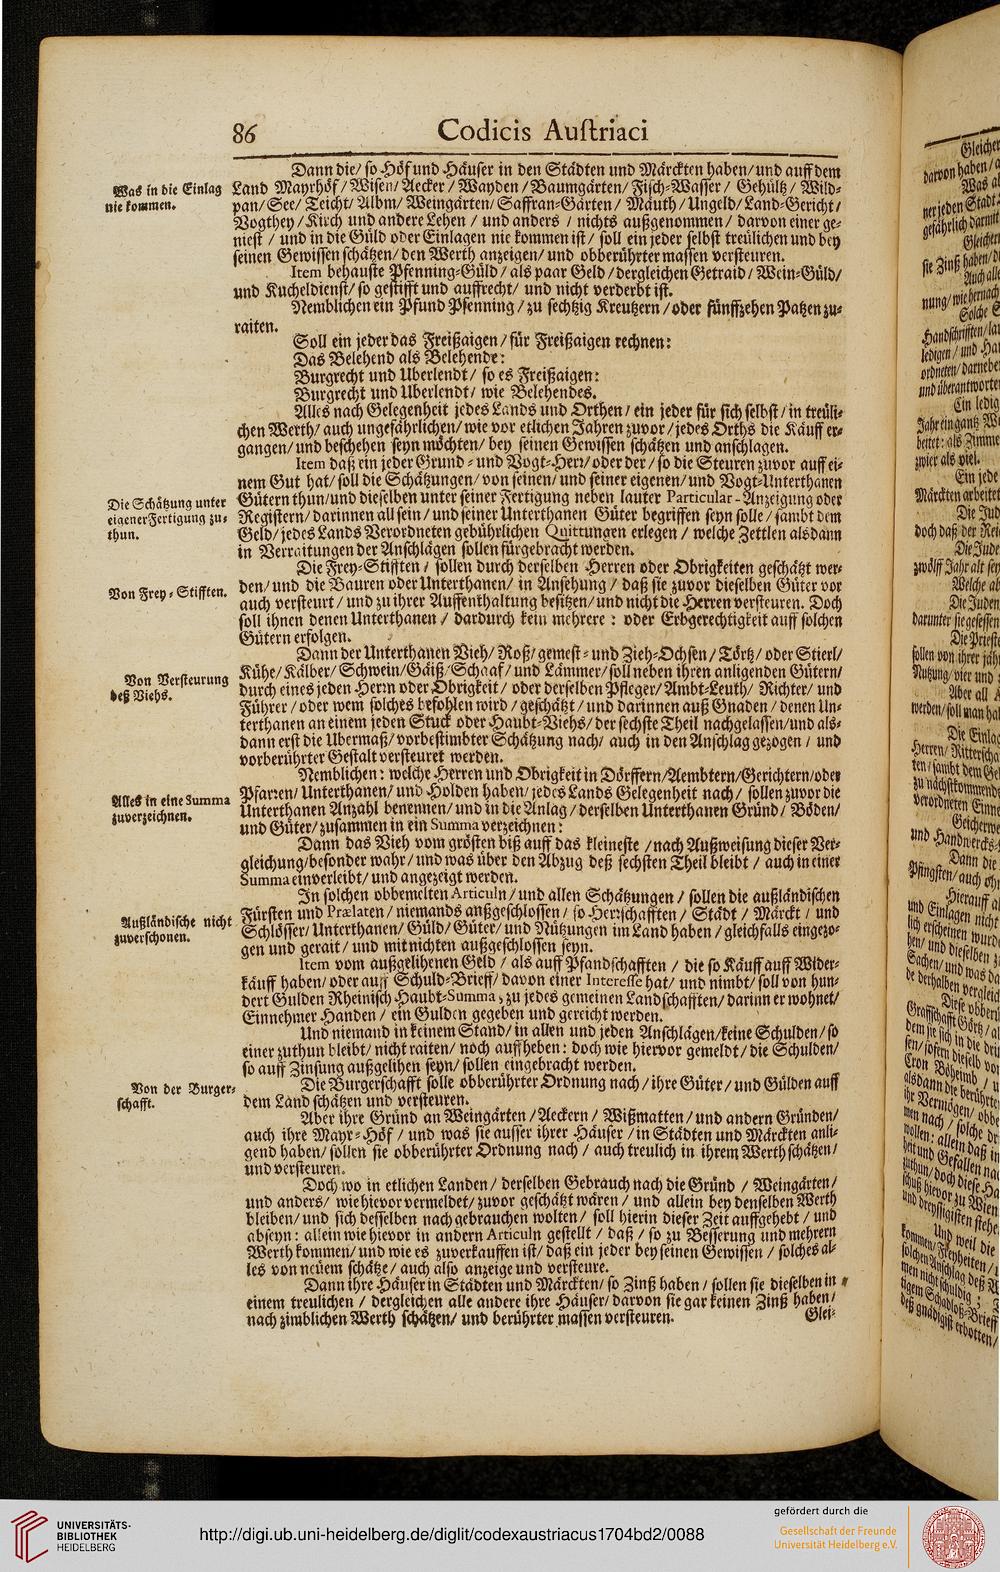 86
Codicis Auſtriaci
Dann die/ ſo Höf und Häuſer in den Städten und Märckten haben/ und auff dem
Was in die Einlag
nie kommen.
Land Mayrhöf / Wiſen/ Aecker / Wayden / Baumgärten/ Fiſch-Waſſer / Gehültz / Wild-
pan/ See/ Teicht/ Albm/ Weingärten/ Saffran-Gärten / Mäuth / Ungeld/ Land-Gericht/
Vogthey/ Kirch und andere Lehen / und anders / nichts außgenommen / darvon einer ge-
nieſt / und in die Güld oder Einlagen nie kommen iſt / ſoll ein jeder ſelbſt treülichen und bey
ſeinen Gewiſſen ſchätzen/ den Werth anzeigen/ und obberührter maſſen verſteuren.
Item behauſte Pfenning-Güld / als paar Geld / dergleichen Getraid / Wein-Güld/
und Kucheldienſt/ ſo geſtifft und auffrecht/ und nicht verderbt iſt.
Nemblichen ein Pfund Pfenning / zu ſechtzig Kreutzern / oder fünffzehen Patzen zu-
raiten.
Soll ein jeder das Freißaigen / für Freißaigen rechnen:
Das Belehend als Belehende:
Burgrecht und Uberlendt / ſo es Freißaigen:
Burgrecht und Uberlendt/ wie Belehendes.
Alles nach Gelegenheit jedes Lands und Orthen / ein jeder für ſich ſelbſt / in treüli-
chen Werth/ auch ungefährlichen/ wie vor etlichen Jahren zuvor / jedes Orths die Käuff er-
gangen/ und beſchehen ſeyn möchten/ bey ſeinen Gewiſſen ſchätzen und anſchlagen.
Item daß ein jeder Grund- und Vogt-Herr/ oder der / ſo die Steuren zuvor auff ei-
nem Gut hat/ ſoll die Schätzungen/ von ſeinen/ und ſeiner eigenen/ und Vogt-Unterthanen
Die Schätzung unter
eigener Fertigung zu-
thun.
Gütern thun/ und dieſelben unter ſeiner Fertigung neben lauter Particular-Anzeigung oder
Regiſtern/ darinnen all ſein / und ſeiner Unterthanen Güter begriffen ſeyn ſolle / ſambt dem
Geld/ jedes Lands Verordneten gebührlichen Quittungen erlegen / welche Zettlen alsdann
in Verraitungen der Anſchlägen ſollen fürgebracht werden.
Die Frey-Stifften / ſollen durch derſelben Herren oder Obrigkeiten geſchätzt wer-
Von Frey-Stifften.
den/ und die Bauren oder Unterthanen/ in Anſehung / daß ſie zuvor dieſelben Güter vor
auch verſteurt / und zu ihrer Auffenthaltung beſitzen/ und nicht die Herren verſteuren. Doch
ſoll ihnen denen Unterthanen / dardurch kein mehrere : oder Erbgerechtigkeit auff ſolchen
Gütern erfolgen.
Dann der Unterthanen Vieh/ Roß/ gemeſt- und Zieh-Ochſen / Törtz/ oder Stierl/
Von Verſteurung
deß Viehs.
Kühe/ Kälber/ Schwein/ Gäiß/ Schaaf/ und Lämmer/ ſoll neben ihren anligenden Gütern/
durch eines jeden Herrn oder Obrigkeit / oder derſelben Pfleger/ Ambt-Leuth/ Richter/ und
Führer / oder wem ſolches befohlen wird / geſchätzt / und darinnen auß Gnaden / denen Un-
terthanen an einem jeden Stuck oder Haubt-Viehs/ der ſechſte Theil nachgelaſſen/ und als-
dann erſt die Ubermaß/ vorbeſtimbter Schätzung nach/ auch in den Anſchlag gezogen / und
vorberührter Geſtalt verſteuret werden.
Nemblichen: welche Herren und Obrigkeit in Dörffern/ Aembtern/ Gerichtern/ oder
Alles in eine Summa
zuverzeichnen.
Pfarren/ Unterthanen/ und Holden haben/ jedes Lands Gelegenheit nach / ſollen zuvor die
Unterthanen Anzahl benennen/ und in die Anlag / derſelben Unterthanen Gründ / Böden/
und Güter/ zuſammen in ein Summa verzeichnen:
Dann das Vieh vom gröſten biß auff das kleineſte / nach Außweiſung dieſer Ver-
gleichung/ beſonder wahr/ und was über den Abzug deß ſechſten Theil bleibt / auch in einer
Summa einverleibt/ und angezeigt werden.
In ſolchen obbemelten Articuln / und allen Schätzungen / ſollen die außländiſchen
Außländiſche nicht
zuverſchonen.
Fürſten und Prælaten / niemands außgeſchloſſen / ſo Herrſchafften / Städt / Märckt / und
Schlöſſer/ Unterthanen/ Güld/ Güter/ und Nützungen im Land haben / gleichfalls eingezo-
gen und gerait / und mit nichten außgeſchloſſen ſeyn.
Item vom außgelihenen Geld / als auff Pfandſchafften / die ſo Käuff auff Wider-
käuff haben/ oder auff Schuld-Brieff/ davon einer Intereſſe hat/ und nimbt/ ſoll von hun-
dert Gulden Rheiniſch Haubt-Summa, zu jedes gemeinen Landſchafften/ darinn er wohnet/
Einnehmer Handen / ein Gulden gegeben und gereicht werden.
Und niemand in keinem Stand/ in allen und jeden Anſchlägen/ keine Schulden/ ſo
einer zuthun bleibt/ nicht raiten/ noch auffheben: doch wie hiervor gemeldt/ die Schulden/
ſo auff Zinſung außgelihen ſeyn/ ſollen eingebracht werden.
Von der Burger-
ſchafft.
Die Burgerſchafft ſolle obberührter Ordnung nach / ihre Güter/ und Gülden auff
dem Land ſchätzen und verſteuren.
Aber ihre Gründ an Weingärten / Aeckern / Wißmatten / und andern Gründen/
auch ihre Mayr-Höf / und was ſie auſſer ihrer Häuſer / in Städten und Märckten anli-
gend haben/ ſollen ſie obberührter Ordnung nach / auch treulich in ihrem Werth ſchätzen/
und verſteuren.
Doch wo in etlichen Landen / derſelben Gebrauch nach die Gründ / Weingärten/
und anders/ wie hievor vermeldet/ zuvor geſchätzt wären / und allein bey denſelben Werth
bleiben/ und ſich deſſelben nach gebrauchen wolten / ſoll hierin dieſer Zeit auffgehebt / und
abſeyn: allein wie hievor in andern Articuln geſtellt / daß / ſo zu Beſſerung und mehrern
Werth kommen/ und wie es zuverkauffen iſt/ daß ein jeder bey ſeinen Gewiſſen / ſolches al-
les von neüem ſchätze/ auch alſo anzeige und verſteure.
Dann ihre Häuſer in Städten und Märckten/ ſo Zinß haben / ſollen ſie dieſelben in
einem treulichen / dergleichen alle andere ihre Häuſer/ darvon ſie gar keinen Zinß haben/
nach zimblichen Werth ſchätzen/ und berührter maſſen verſteuren.
Glei-
UNIVERSITÄTS-
BIBLIOTHEK
HEIDELBERG
http://digi.ub.uni-heidelberg.de/diglit/codexaustriacus1704bd2/0088
gefördert durch die
Gesellschaft der Freunde
Universität Heidelberg e.V.